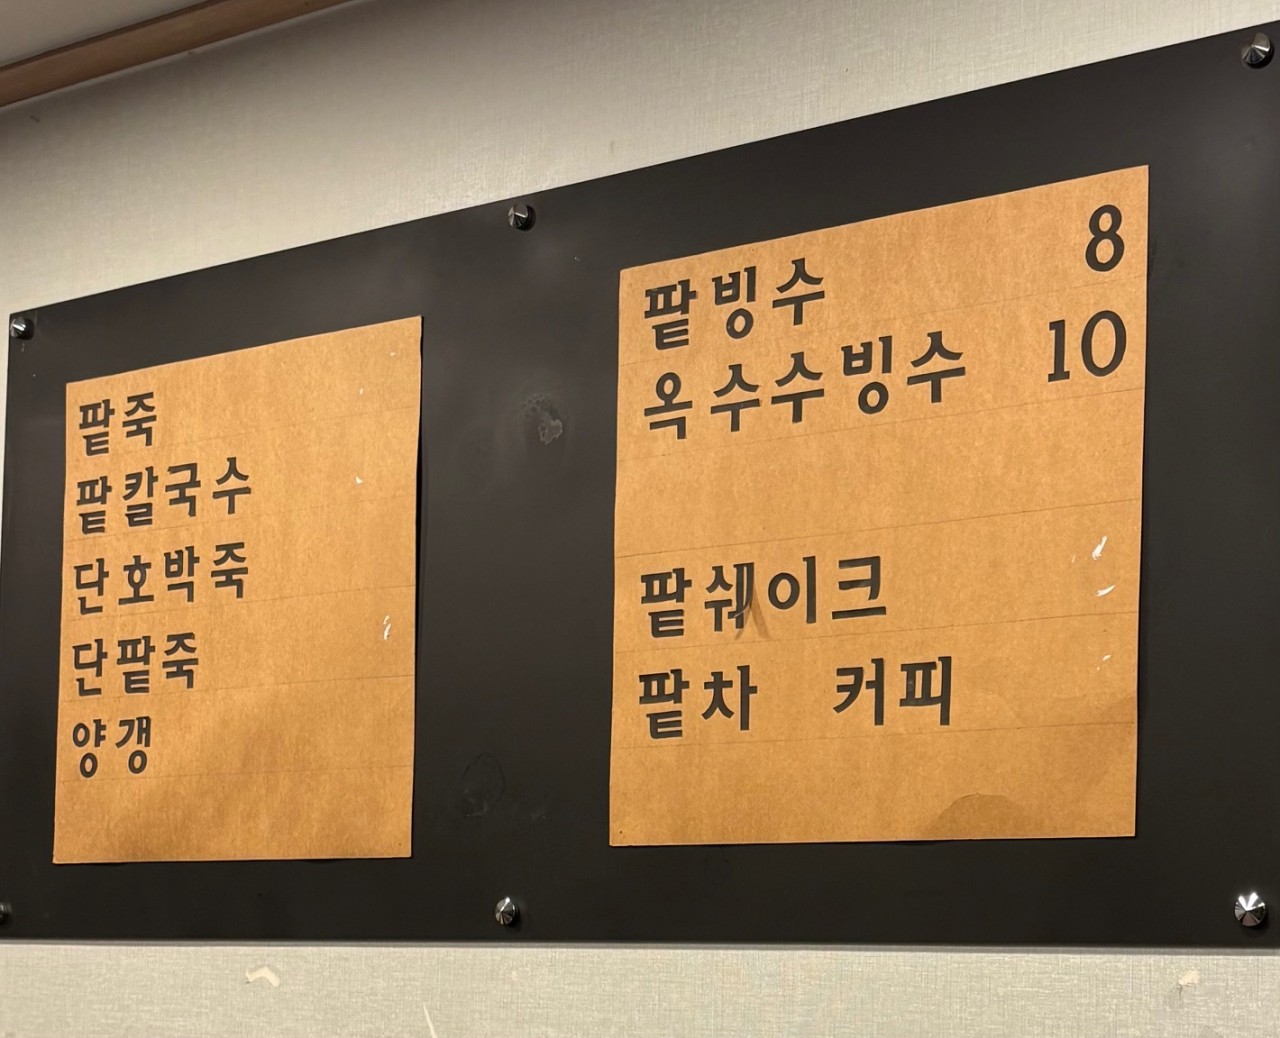 팥죽
팥칼국수
단호박죽
단팥죽
양갱
팥빙수 8
옥수수빙수 10
팥쉐이크
팥차 커피